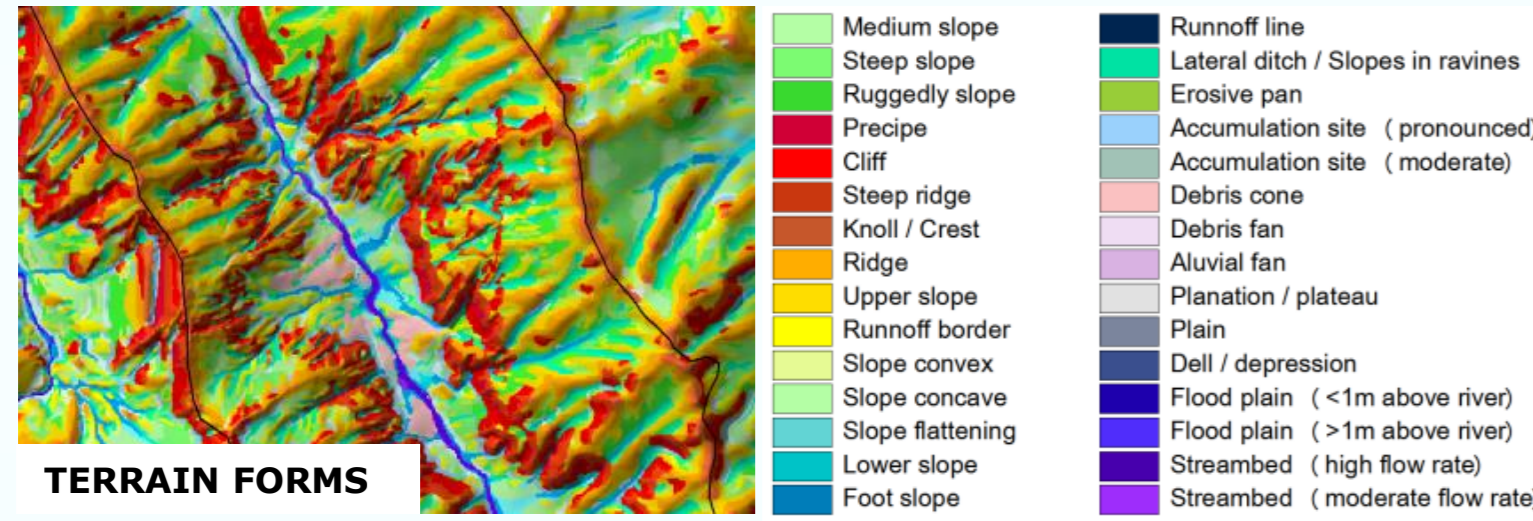 TERRAIN FORMS
Medium slope
Steep slope
Ruggedly slope
Precipe
Cliff
Steep ridge
Knoll / Crest
Ridge
Upper slope
Runnoff border
Slope convex
Slope concave
Slope flattening
Lower slope
Foot slope
Runnoff line
Lateral ditch / Slopes in ravines
Erosive pan
Accumulation site ( pronounced)
Accumulation site ( moderate)
Debris cone
Debris fan
Aluvial fan
Planation / plateau
Plain
Dell / depression
Flood plain ( <1m above river)
Flood plain ( >1m above river)
Streambed ( high flow rate)
Streambed ( moderate flow rate)